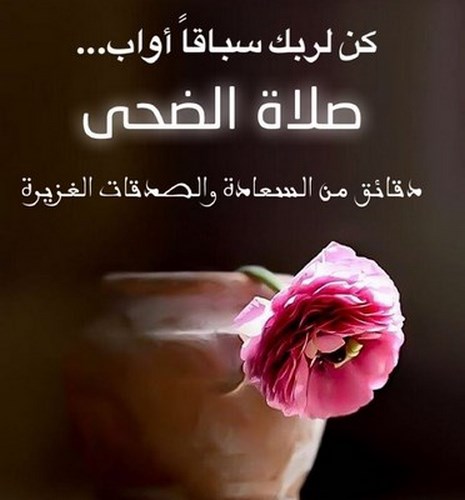 كن لربك سباقاً أواب...
صلاة الضحى
دقائق من السعادة والصدقات الغزيرة